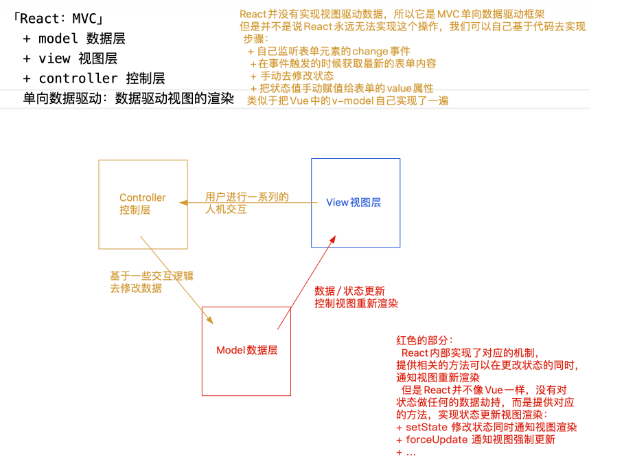 「React：MVC」
+ model 数据层
+ view 视图层
+ controller 控制层
单向数据驱动：数据驱动视图的渲染
React并没有实现视图驱动数据，所以它是MVC单向数据驱动框架
但是并不是说React永远无法实现这个操作，我们可以自己基于代码去实现
步骤：
+ 自己监听表单元素的change事件
+ 在事件触发的时候获取最新的表单内容
+ 手动去修改状态
+ 把状态值手动赋值给表单的value属性
类似于把Vue中的v-model自己实现了一遍
Controller
控制层
用户进行一系列的
人机交互
View视图层
基于一些交互逻辑
去修改数据
数据/状态更新
控制视图重新渲染
Model数据层
红色的部分：
React内部实现了对应的机制，
提供相关的方法可以在更改状态的同时，
通知视图重新渲染
但是React并不像Vue一样，没有对
状态做任何的数据劫持，而是提供对应
的方法，实现状态更新视图渲染：
+ setState 修改状态同时通知视图渲染
+ forceUpdate 通知视图强制更新
+ ...